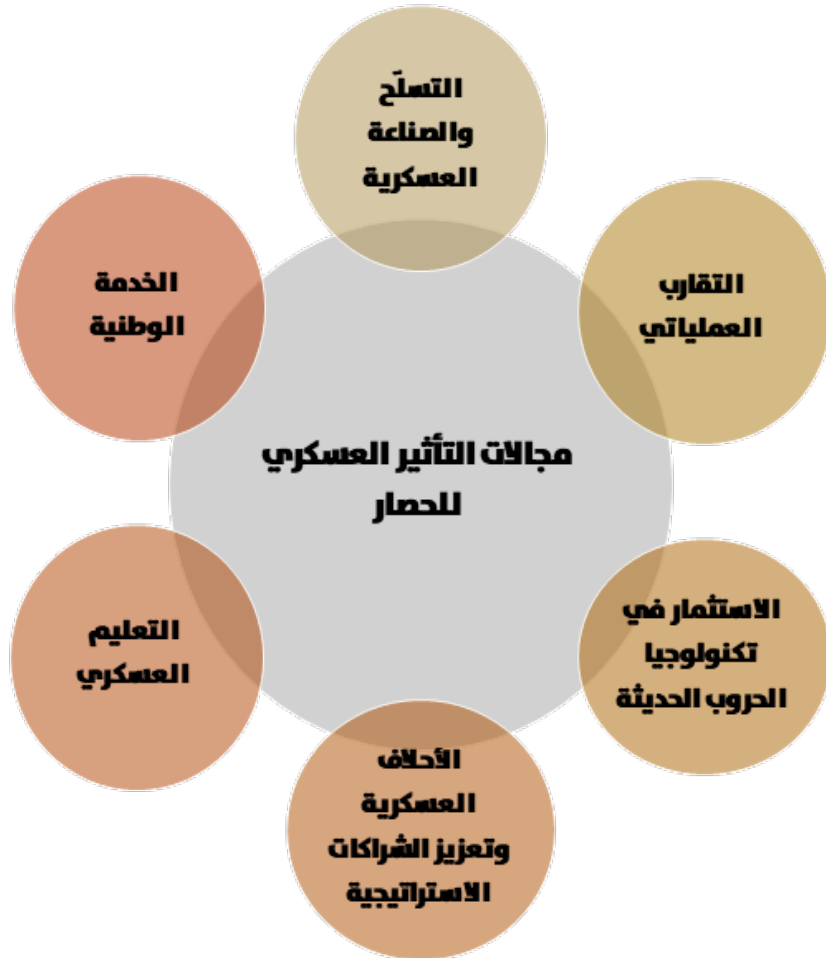 التسلّح
والصناعة
العسكرية
التقارب
العملياتي
الاستثمار في
تكنولوجيا
الحروب الحديثة
الأحلاف
العسكرية
وتعزيز الشراكات
الاستراتيجية
التعليم
العسكري
الخدمة
الوطنية
مجالات التأثير العسكري
للحصار